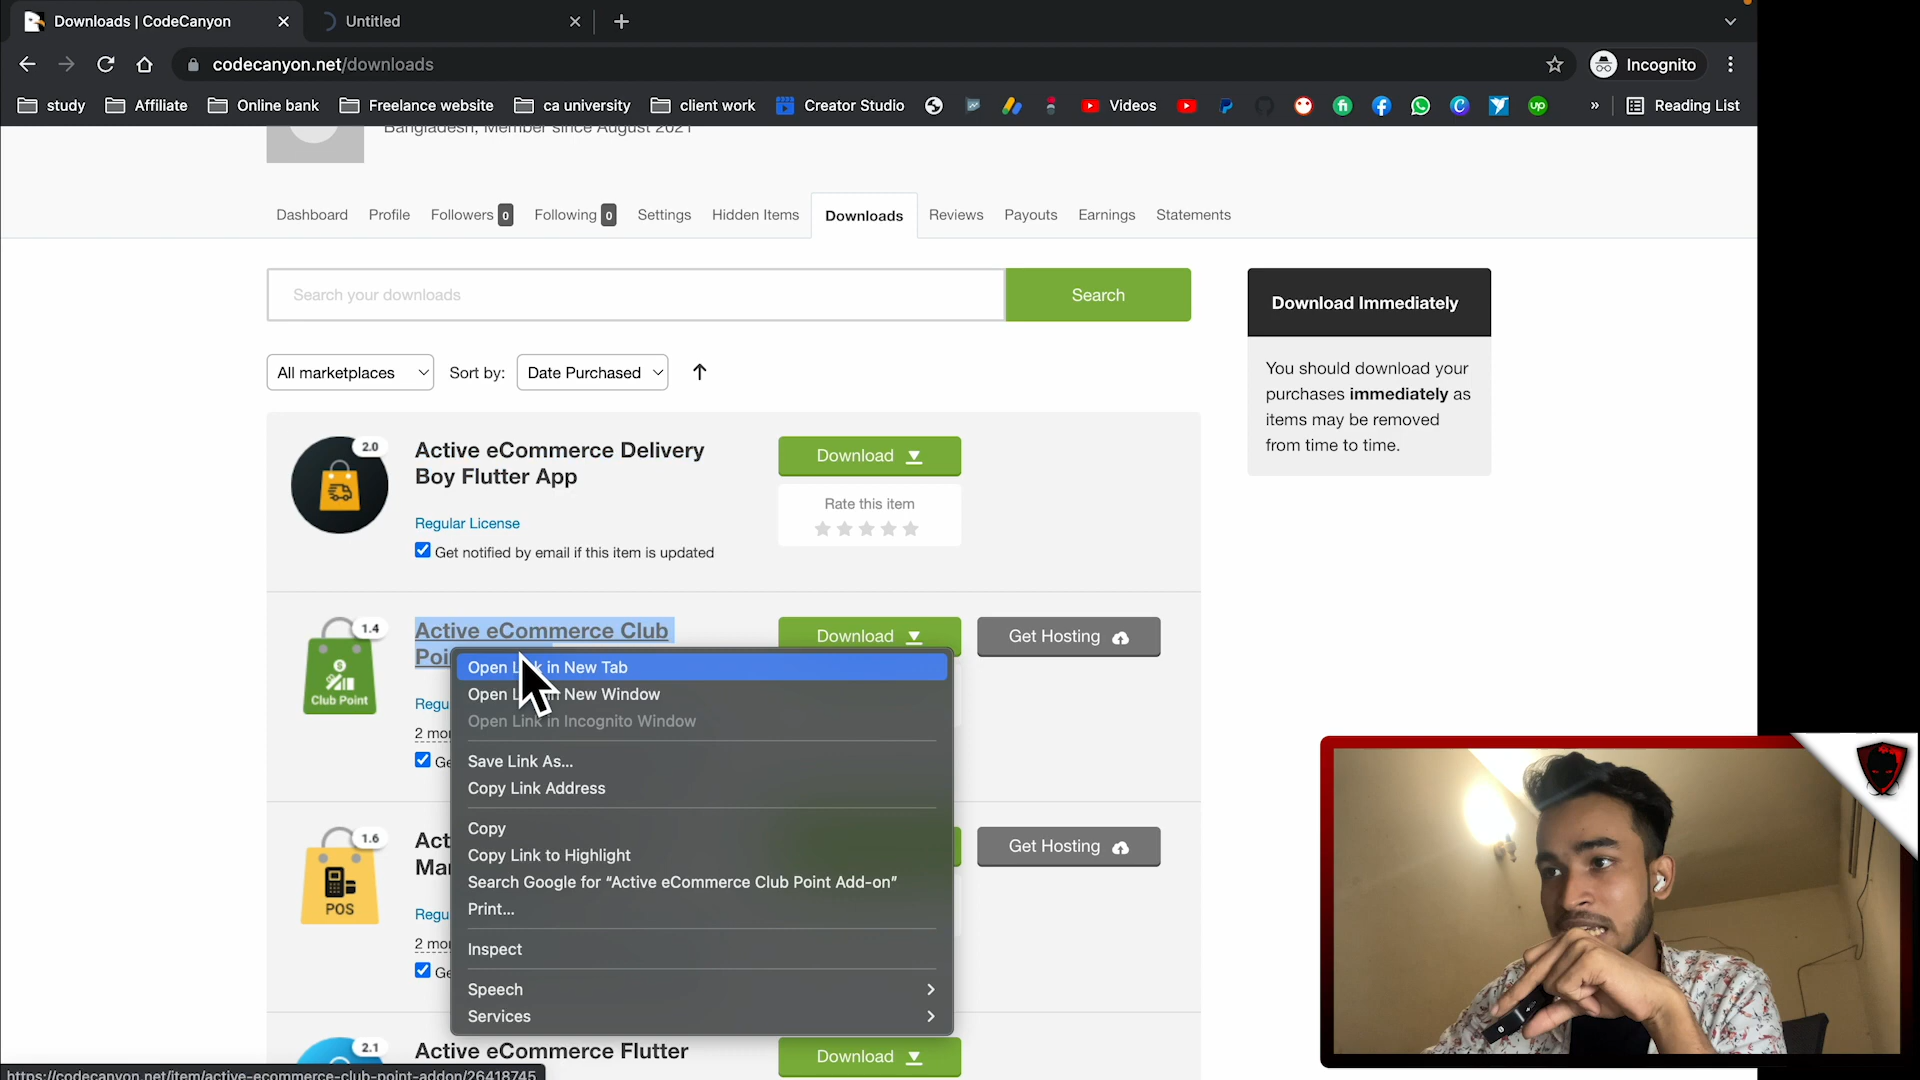 Downloads | CodeCanyon
Untitled
codecanyon.net/downloads
Incognito
study
Affiliate
Online bank
Freelance website
ca university
client work
Creator Studio
Videos
Reading List
Bangladesh, Member since August 2021
Dashboard
Profile
Followers 0
Following 0
Settings
Hidden Items
Downloads
Reviews
Payouts
Earnings
Statements
Search your downloads
Search
Download Immediately
You should download your
purchases immediately as
items may be removed
from time to time.
All marketplaces
Sort by:
Date Purchased
2.0
Active eCommerce Delivery
Boy Flutter App
Download
Rate this item
Regular License
Get notified by email if this item is updated
1.4
Club Point
Active eCommerce Club
Download
Get Hosting
Open Link in New Tab
Open Link in New Window
Open Link in Incognito Window
Save Link As...
Copy Link Address
Copy
Copy Link to Highlight
Search Google for “Active eCommerce Club Point Add-on”
Print...
Inspect
Speech
Services
1.6
POS
Get Hosting
2.1
Active eCommerce Flutter
Download
https://codecanyon.net/item/active-ecommerce-club-point-addon/26418745